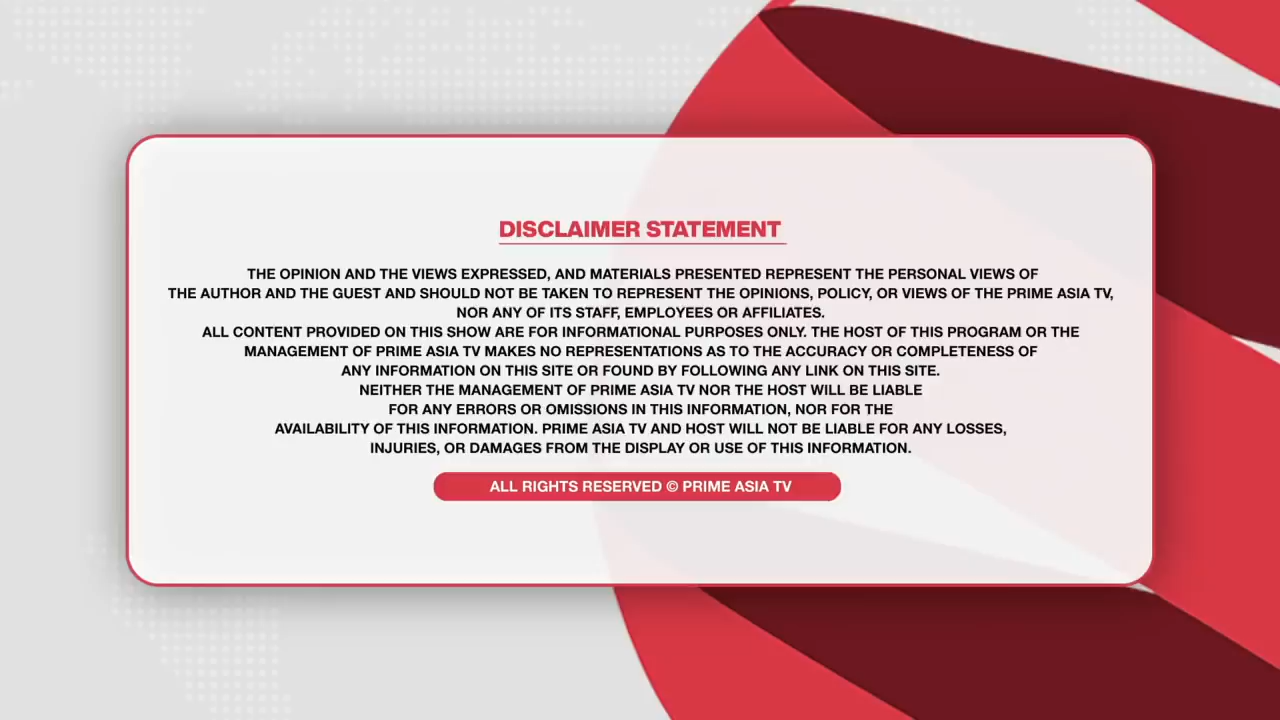 DISCLAIMER STATEMENT
THE OPINION AND THE VIEWS EXPRESSED, AND MATERIALS PRESENTED REPRESENT THE PERSONAL VIEWS OF
THE AUTHOR AND THE GUEST AND SHOULD NOT BE TAKEN TO REPRESENT THE OPINIONS, POLICY, OR VIEWS OF THE PRIME ASIA TV,
NOR ANY OF ITS STAFF, EMPLOYEES OR AFFILIATES.
ALL CONTENT PROVIDED ON THIS SHOW ARE FOR INFORMATIONAL PURPOSES ONLY. THE HOST OF THIS PROGRAM OR THE
MANAGEMENT OF PRIME ASIA TV MAKES NO REPRESENTATIONS AS TO THE ACCURACY OR COMPLETENESS OF
ANY INFORMATION ON THIS SITE OR FOUND BY FOLLOWING ANY LINK ON THIS SITE.
NEITHER THE MANAGEMENT OF PRIME ASIA TV NOR THE HOST WILL BE LIABLE
FOR ANY ERRORS OR OMISSIONS IN THIS INFORMATION, NOR FOR THE
AVAILABILITY OF THIS INFORMATION. PRIME ASIA TV AND HOST WILL NOT BE LIABLE FOR ANY LOSSES,
INJURIES, OR DAMAGES FROM THE DISPLAY OR USE OF THIS INFORMATION.
ALL RIGHTS RESERVED © PRIME ASIA TV